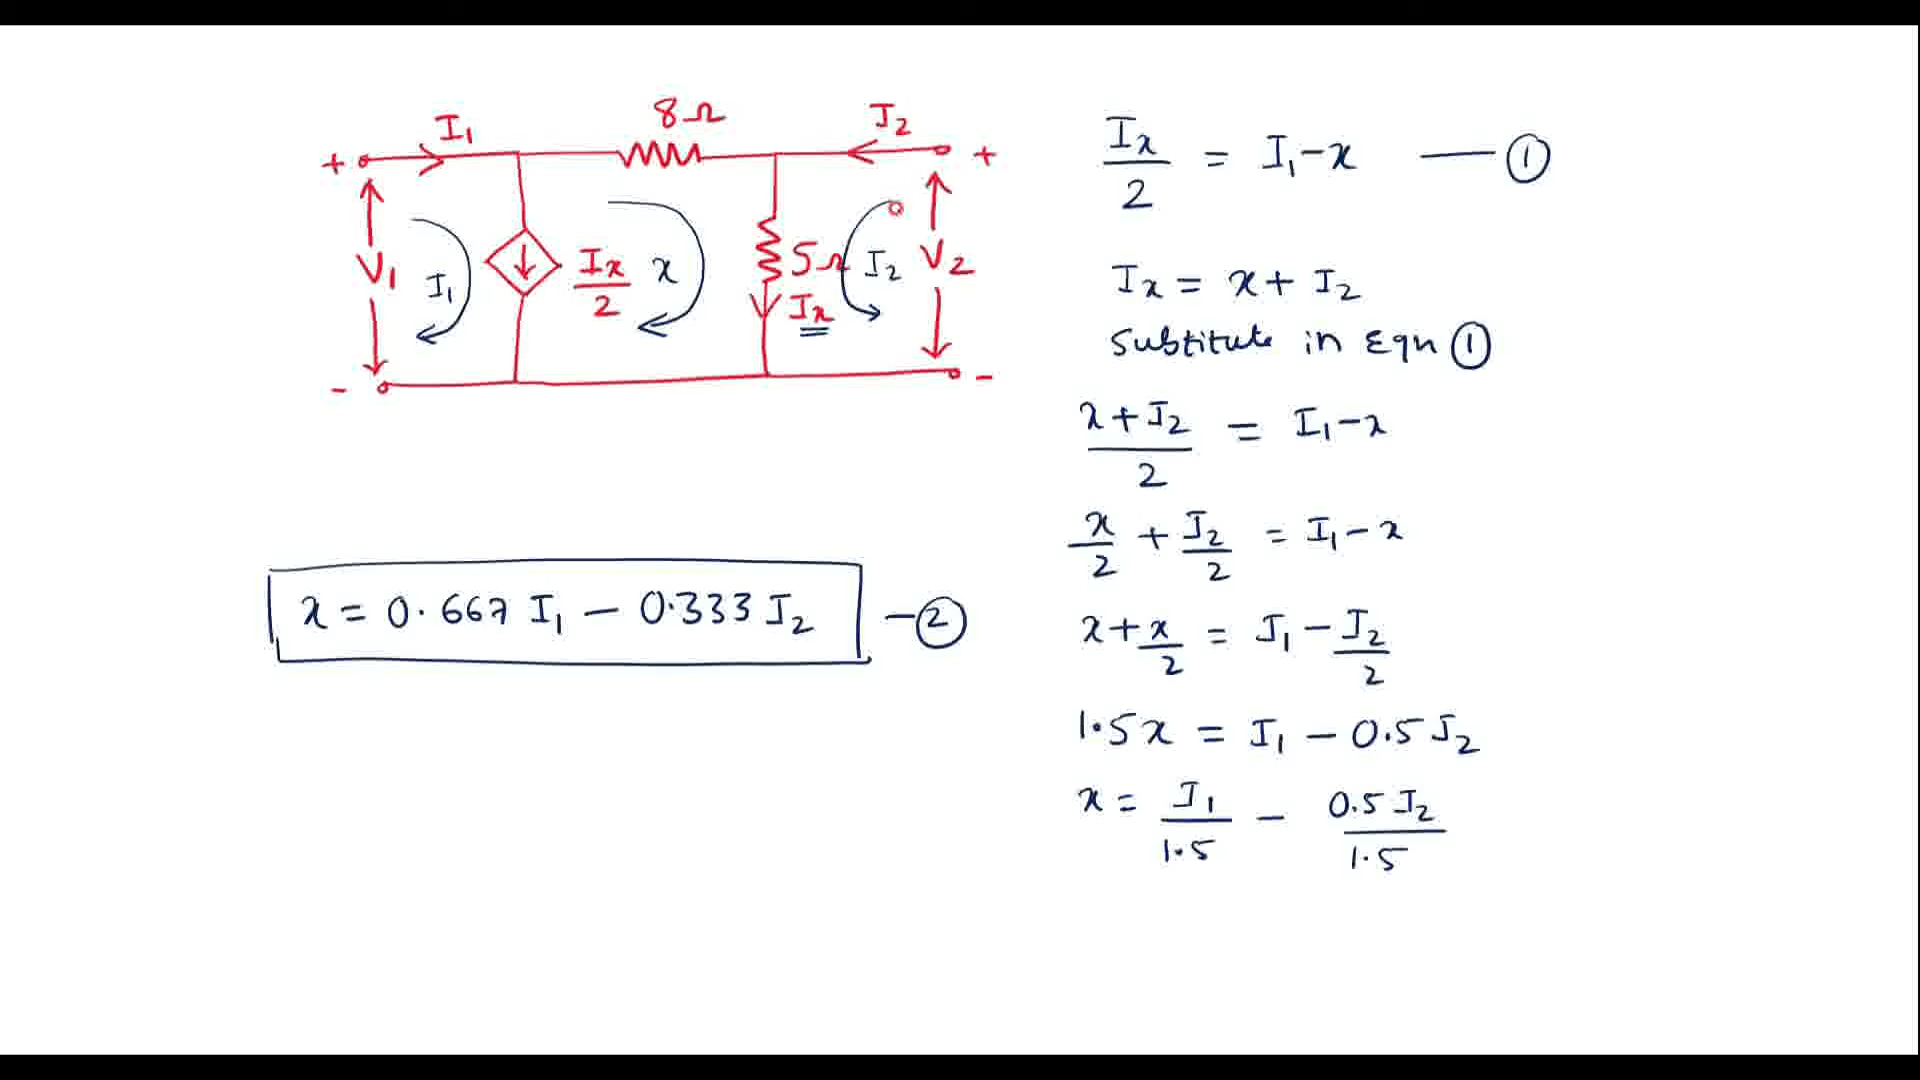 8Ω
I₁
I₂
+
+
V₁
I₁
Ix/2
x
5Ω
Ix
I₂
V₂
-
-
x = 0.667 I₁ - 0.333 I₂ -②
Ix/2 = I₁ - x —①
Ix = x + I₂
Substitute in Eqn ①
x + I₂/2 = I₁ - x
x/2 + I₂/2 = I₁ - x
x + x/2 = I₁ - I₂/2
1.5x = I₁ - 0.5 I₂
x = I₁/1.5 - 0.5 I₂/1.5